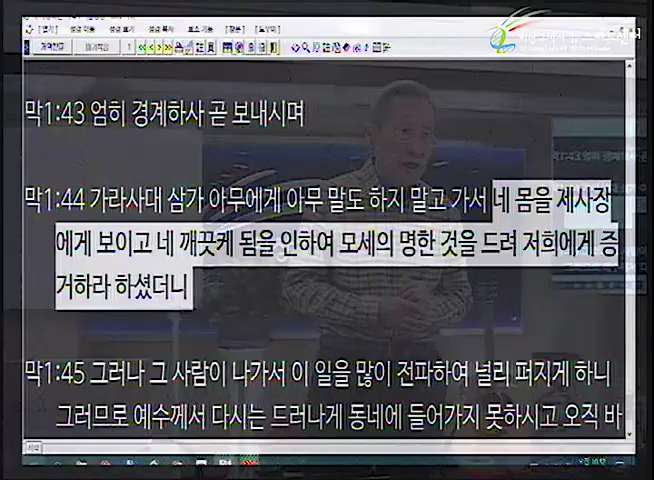 막1:43 엄히 경계하사 곧 보내시며
막1:44 가라사대 삼가 아무에게 아무 말도 하지 말고 가서 네 몸을 제사장
에게 보이고 네 깨끗케 됨을 인하여 모세의 명한 것을 드려 저희에게 증
거하라 하셨더니
막1:45 그러나 그 사람이 나가서 이 일을 많이 전파하여 널리 퍼지게 하니
그러므로 예수께서 다시는 드러나게 동네에 들어가지 못하시고 오직 바